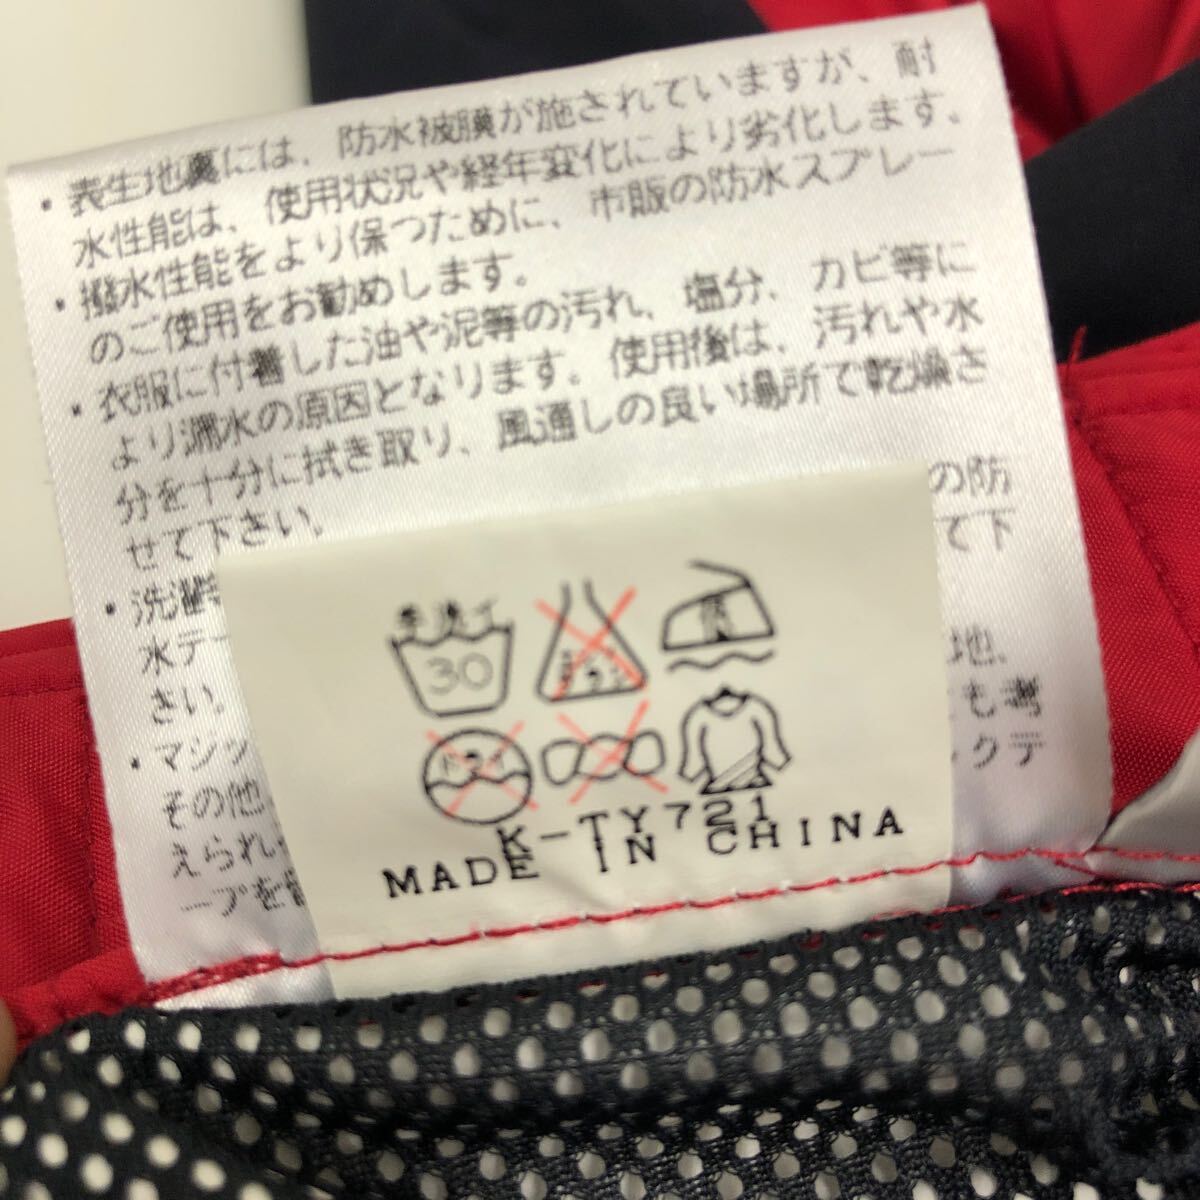 ・表生地裏には、防水被膜が施されていますが、耐
水性能は、使用状況や経年変化により劣化します。
・撥水性能をより保つために、市販の防水スプレー
のご使用をお勧めします。
・衣服に付着した油や泥等の汚れ、塩分、カビ等に
より漏水の原因となります。使用後は、汚れや水
分を十分に拭き取り、風通しの良い場所で乾燥さ
せて下さい。
・洗濯
の防
水テー
て下
さい。
・マジッ
地、
その他
も考
えられ
クテ
ープを
手洗イ
30
エンソ
低
ドライ
K-TY721
MADE IN CHINA